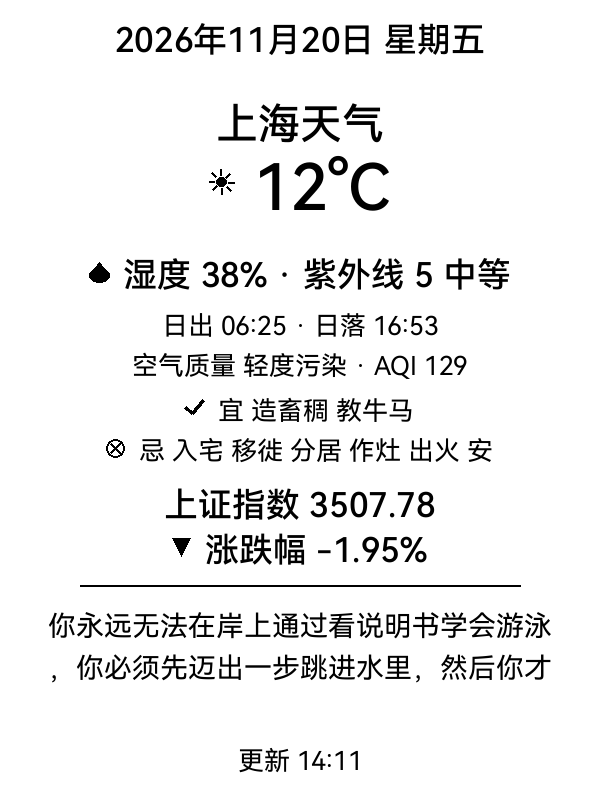 2026年11月20日 星期五
上海天气
12°C
湿度 38% · 紫外线 5 中等
日出 06:25 · 日落 16:53
空气质量 轻度污染 · AQI 129
宜 造畜稠 教牛马
忌 入宅 移徙 分居 作灶 出火 安
上证指数 3507.78
▼ 涨跌幅 -1.95%
你永远无法在岸上通过看说明书学会游泳
，你必须先迈出一步跳进水里，然后你才
更新 14:11